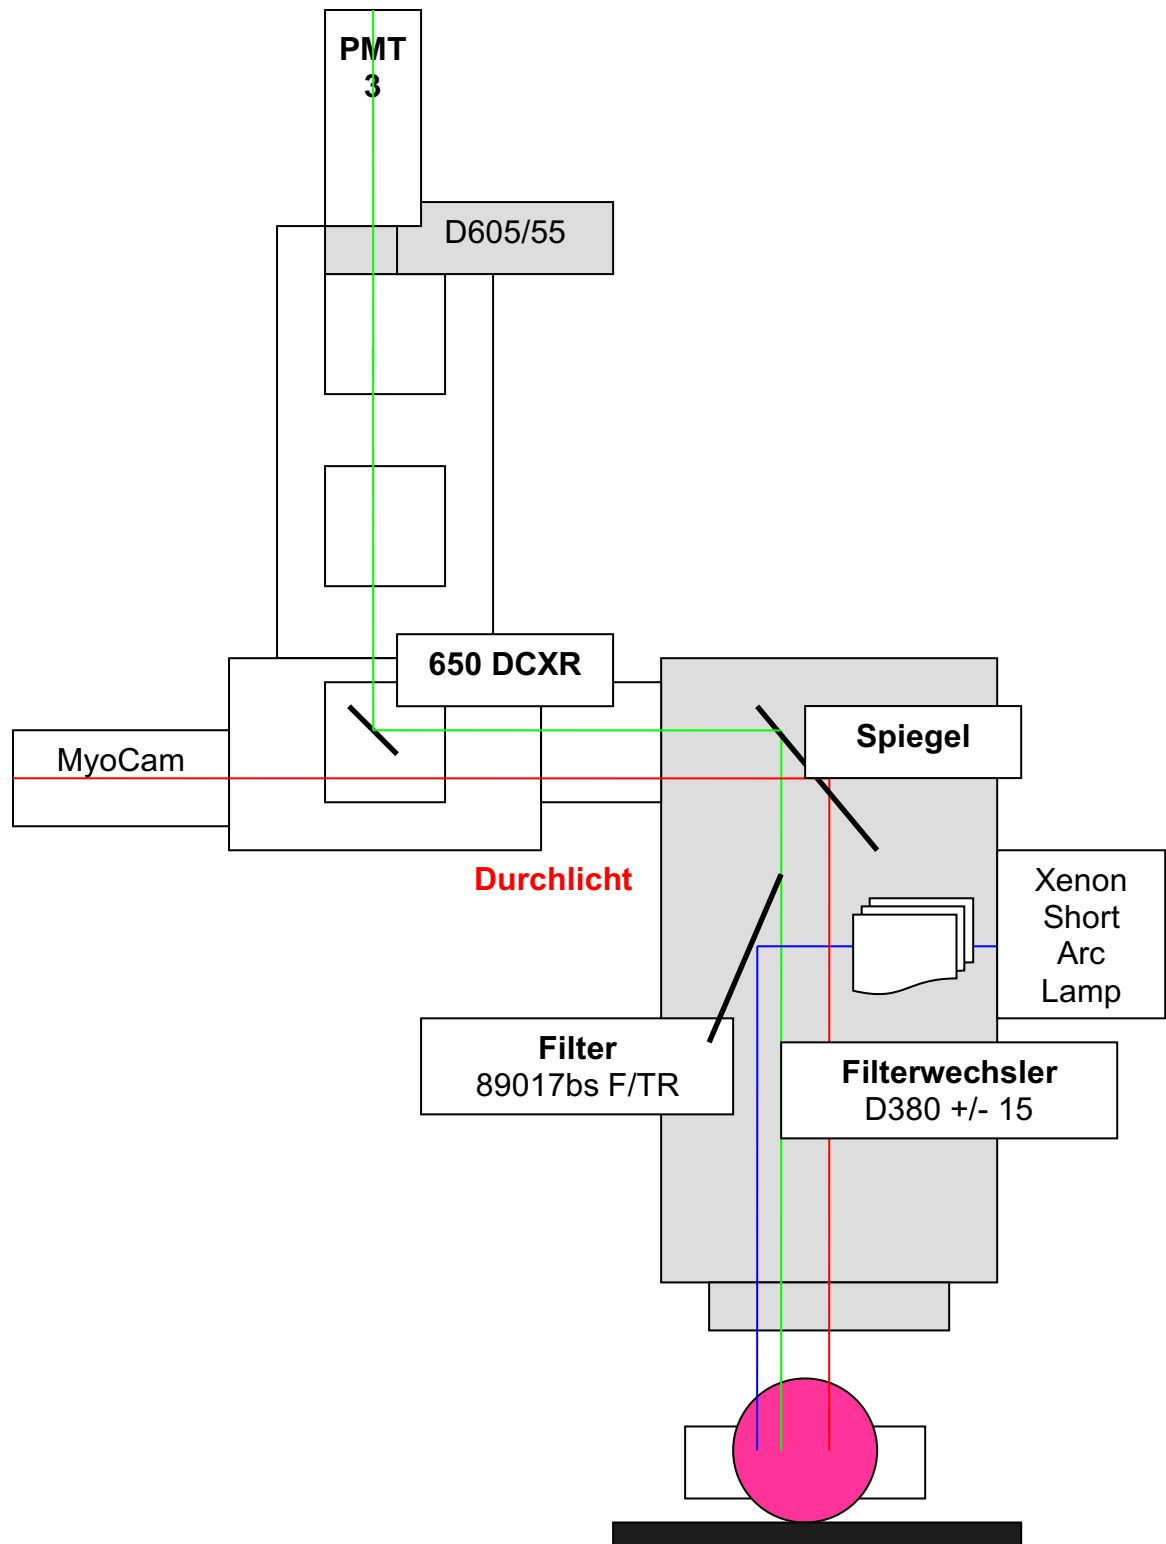 PMT
3
D605/55
650 DCXR
MyoCam
Spiegel
Durchlicht
Xenon
Short
Arc
Lamp
Filter
89017bs F/TR
Filterwechsler
D380 +/- 15